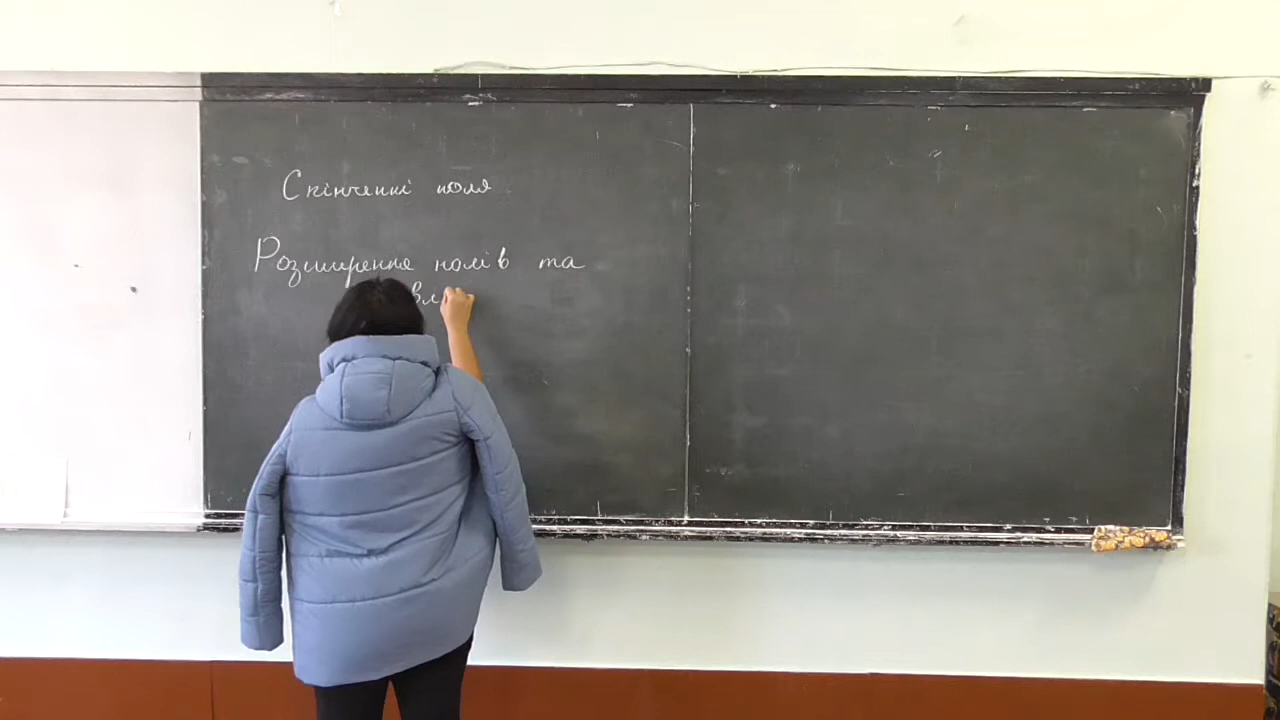 Скінченні поля
Розширення полів та